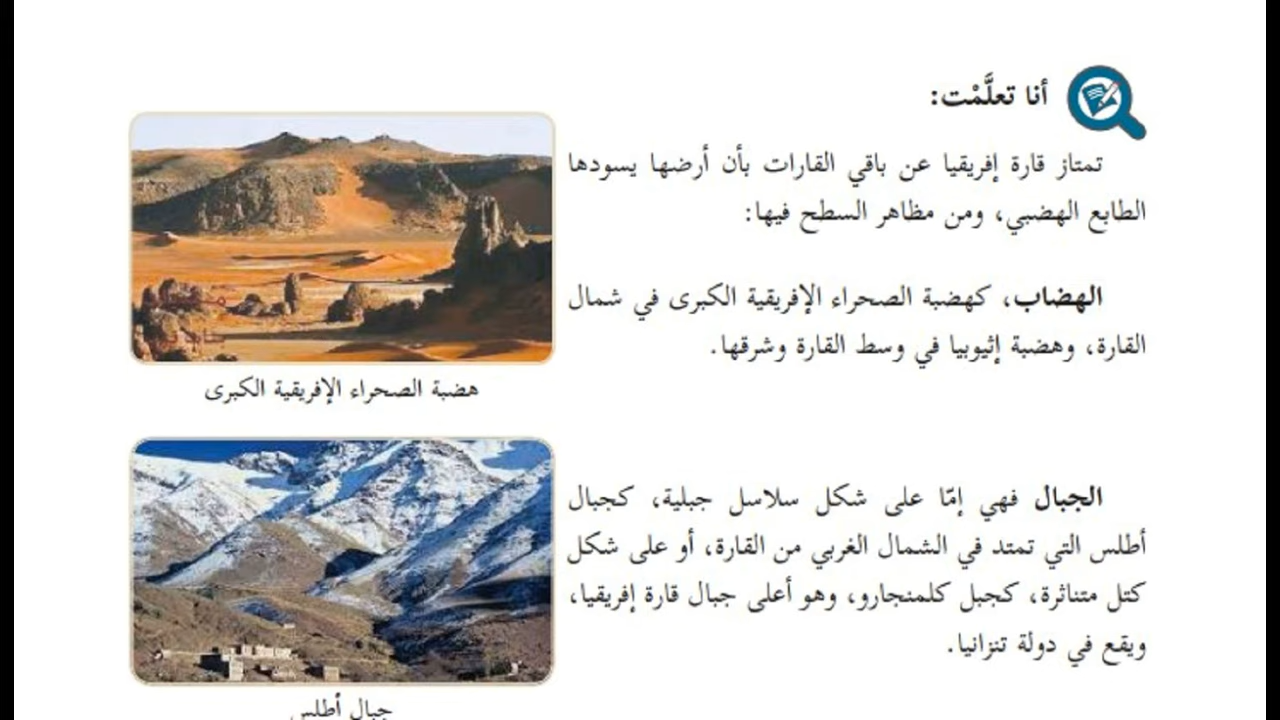 أنا تعلَّمْت:
تمتاز قارة إفريقيا عن باقي القارات بأن أرضها يسودها
الطابع الهضبي، ومن مظاهر السطح فيها:
الهضاب، كهضبة الصحراء الإفريقية الكبرى في شمال
القارة، وهضبة إثيوبيا في وسط القارة وشرقها.
هضبة الصحراء الإفريقية الكبرى
الجبال فهي إمّا على شكل سلاسل جبلية، كجبال
أطلس التي تمتد في الشمال الغربي من القارة، أو على شكل
كتل متناثرة، كجبل كلمنجارو، وهو أعلى جبال قارة إفريقيا،
ويقع في دولة تنزانيا.
جبال أطلس